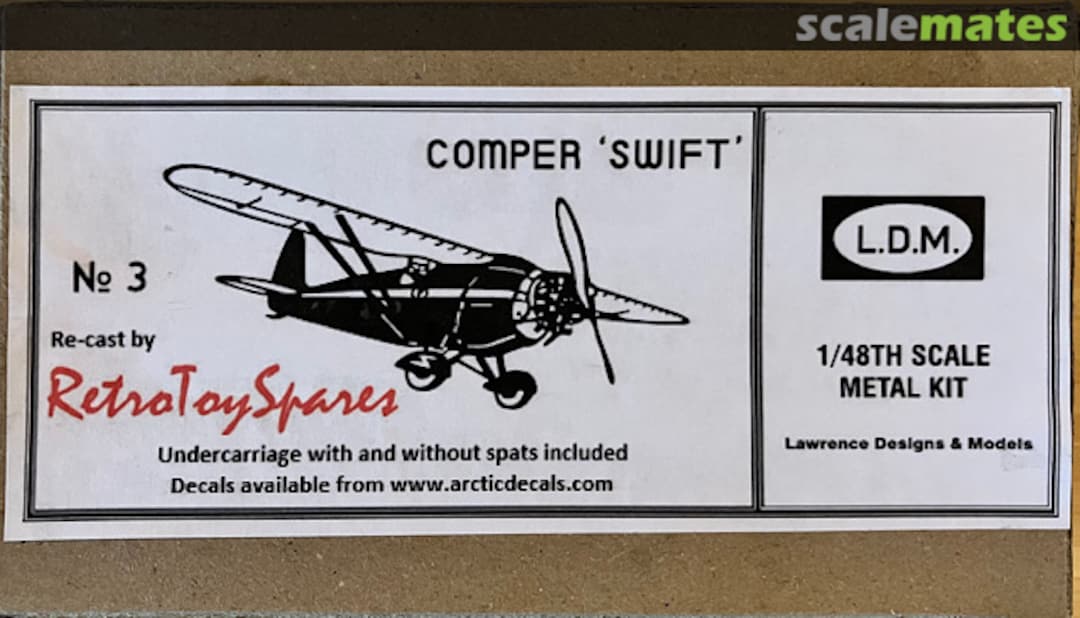 scalemates
COMPER 'SWIFT'
№ 3
Re-cast by
RetroToySpares
Undercarriage with and without spats included
Decals available from www.arcticdecals.com
L.D.M.
1/48TH SCALE
METAL KIT
Lawrence Designs & Models